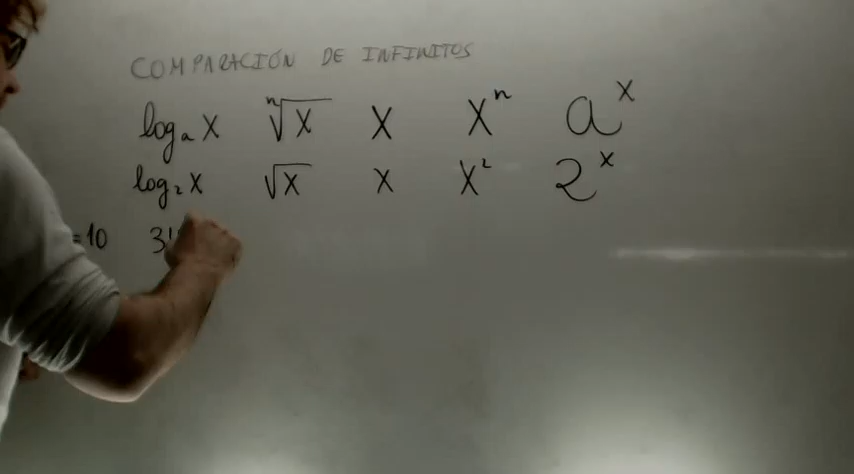 COMPARACIÓN DE INFINITOS
logₐ x ⁿ√x x xⁿ aˣ
log₂ x √x x x² 2ˣ
=10 3'